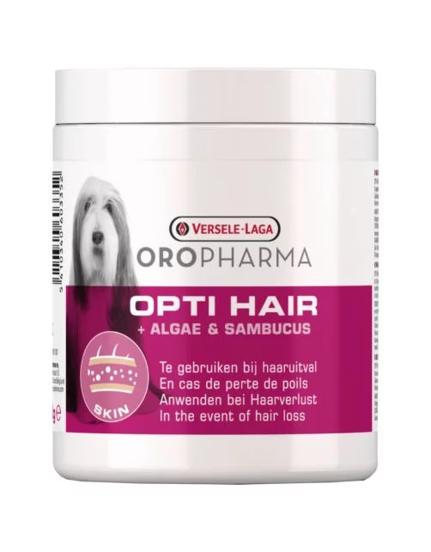 VERSELE-LAGA
OROPHARMA
OPTI HAIR
+ ALGAE & SAMBUCUS
Te gebruiken bij haaruitval
En cas de perte de poils
Anwenden bei Haarverlust
In the event of hair loss
SKIN
5410340603352